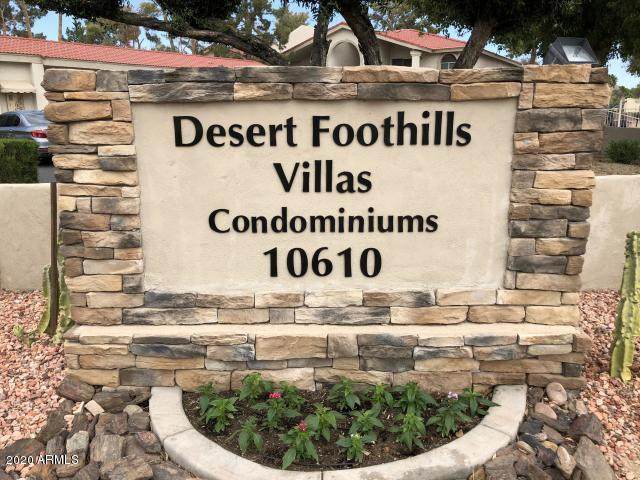 Desert Foothills
Villas
Condominiums
10610
2020 ARMLS